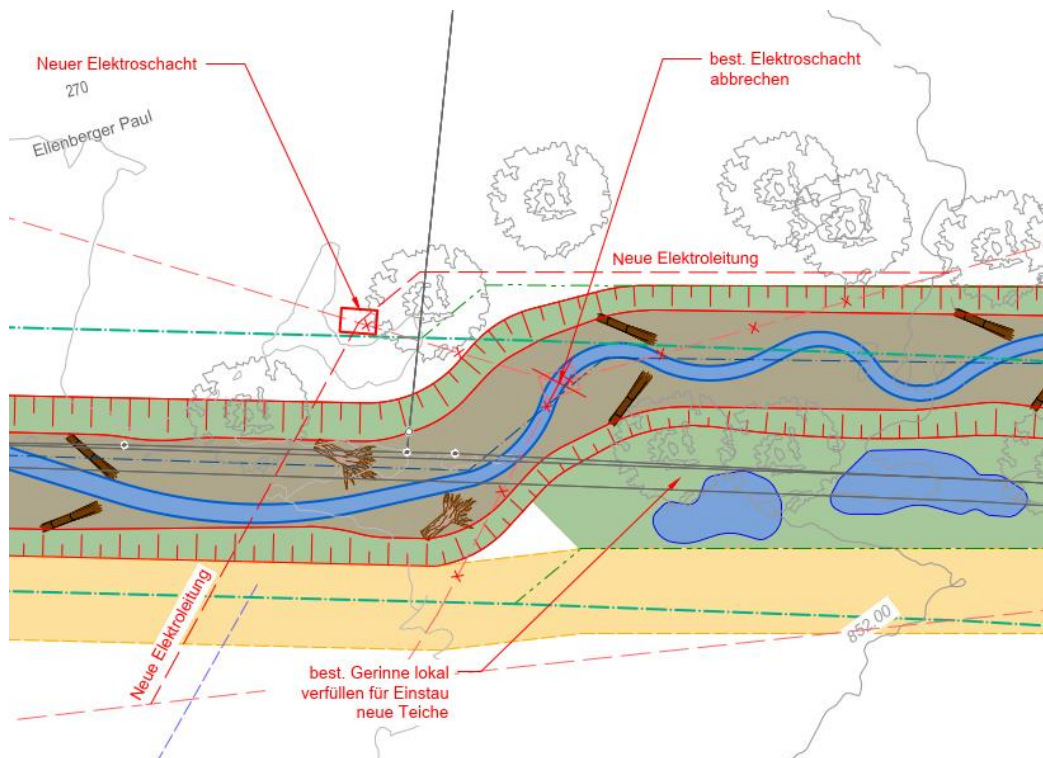 Neuer Elektroschacht
best. Elektroschacht
abbrechen
270
Ellenberger Paul
Neue Elektroleitung
Neue Elektroleitung
852.00
best. Gerinne lokal
verfüllen für Einstau
neue Teiche